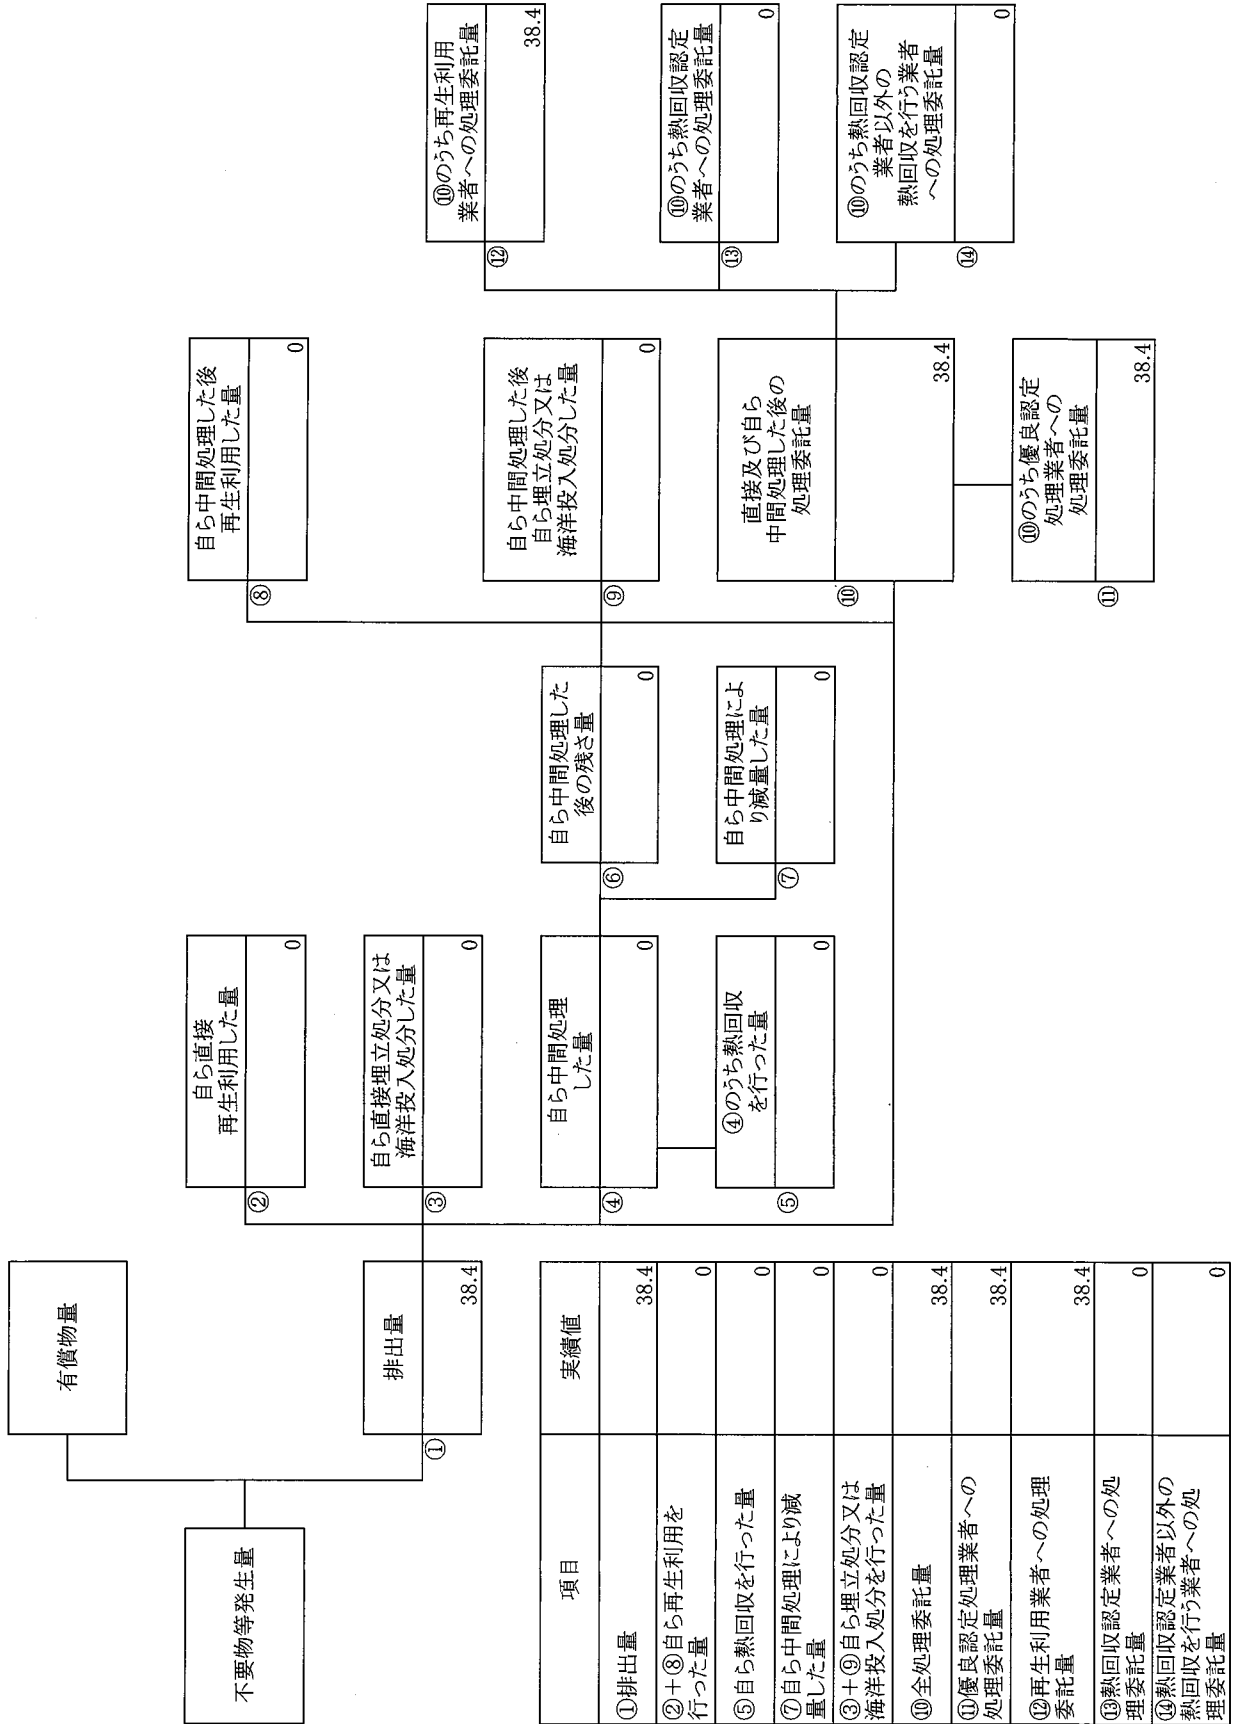 不要物等発生量
有償物量
①
排出量
38.4
②
自ら直接
再生利用した量
0
③
自ら直接埋立処分又は
海洋投入処分した量
0
④
自ら中間処理
した量
0
⑤
④のうち熱回収
を行った量
0
⑥
自ら中間処理した
後の残さ量
0
⑦
自ら中間処理によ
り減量した量
0
⑧
自ら中間処理した後
再生利用した量
0
⑨
自ら中間処理した後
自ら埋立処分又は
海洋投入処分した量
0
⑩
直接及び自ら
中間処理した後の
処理委託量
38.4
⑪
⑩のうち優良認定
処理業者への
処理委託量
38.4
⑫
⑩のうち再生利用
業者への処理委託量
38.4
⑬
⑩のうち熱回収認定
業者への処理委託量
0
⑭
⑩のうち熱回収認定
業者以外の
熱回収を行う業者
への処理委託量
0
項目 実績値
①排出量 38.4
②+⑧自ら再生利用を
行った量 0
⑤自ら熱回収を行った量 0
⑦自ら中間処理により減
量した量 0
③+⑨自ら埋立処分又は
海洋投入処分を行った量 0
⑩全処理委託量 38.4
⑪優良認定処理業者への
処理委託量 38.4
⑫再生利用業者への処理
委託量 38.4
⑬熱回収認定業者への処
理委託量 0
⑭熱回収認定業者以外の
熱回収を行う業者への処
理委託量 0